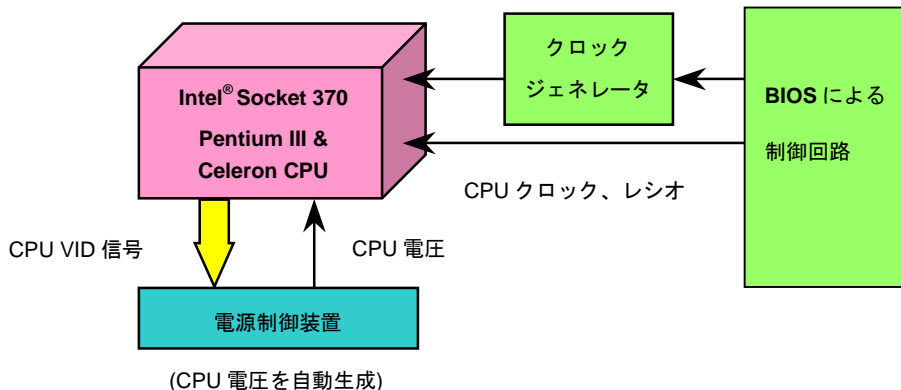 Intel® Socket 370
Pentium III &
Celeron CPU
クロック
ジェネレータ
BIOS による
制御回路
CPU クロック、レシオ
CPU VID 信号
CPU 電圧
電源制御装置
(CPU 電圧を自動生成)